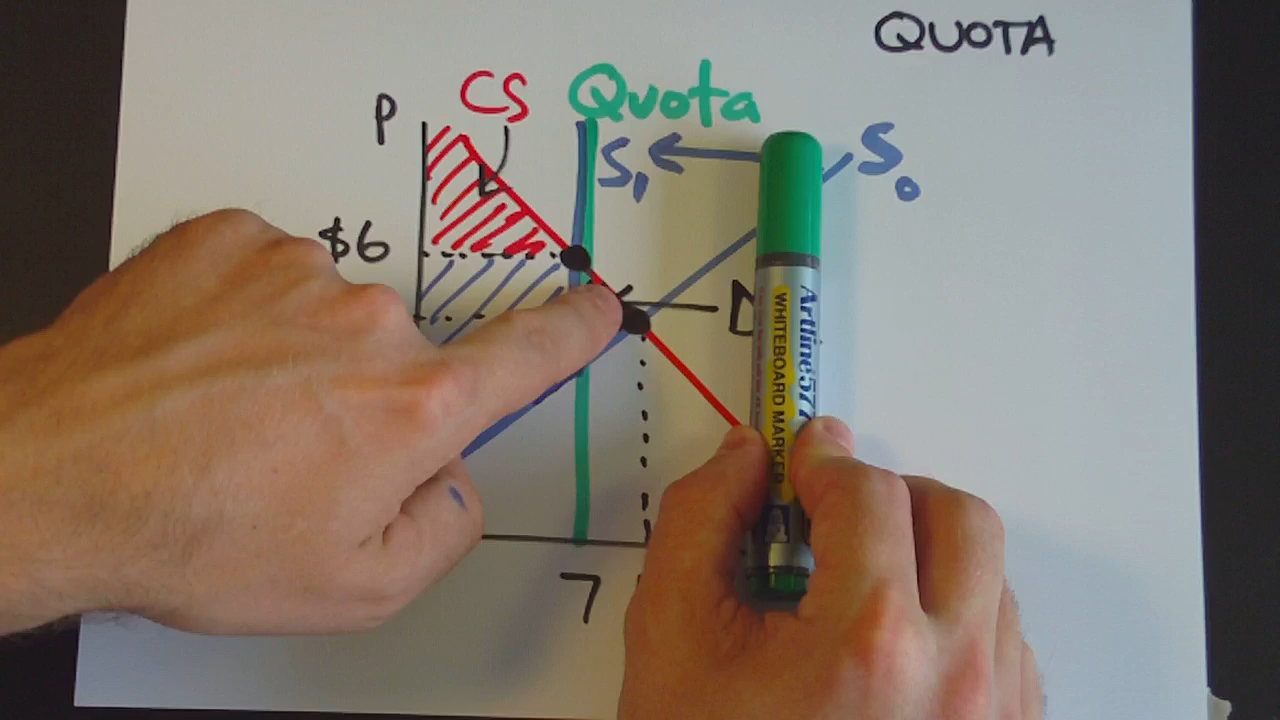 QUOTA
P
CS
Quota
S₁
S₀
$6
D
7
Artline 577
WHITEBOARD MARKER